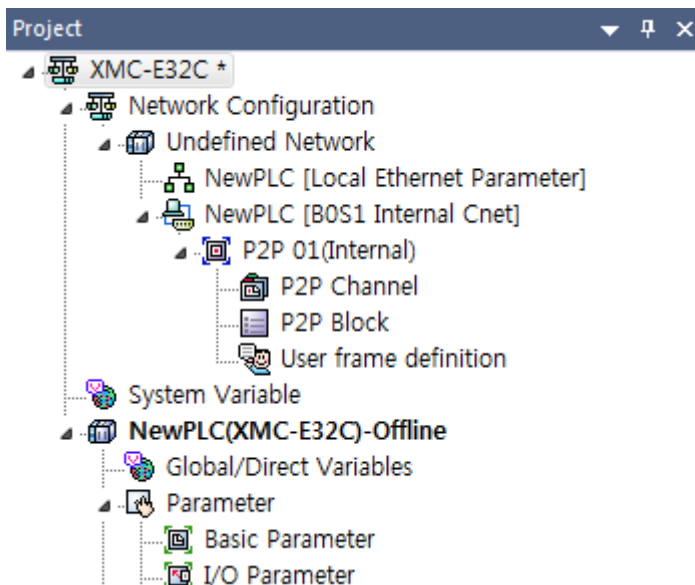 Project
XMC-E32C *
Network Configuration
Undefined Network
NewPLC [Local Ethernet Parameter]
NewPLC [B0S1 Internal Cnet]
P2P 01(Internal)
P2P Channel
P2P Block
User frame definition
System Variable
NewPLC(XMC-E32C)-Offline
Global/Direct Variables
Parameter
Basic Parameter
I/O Parameter